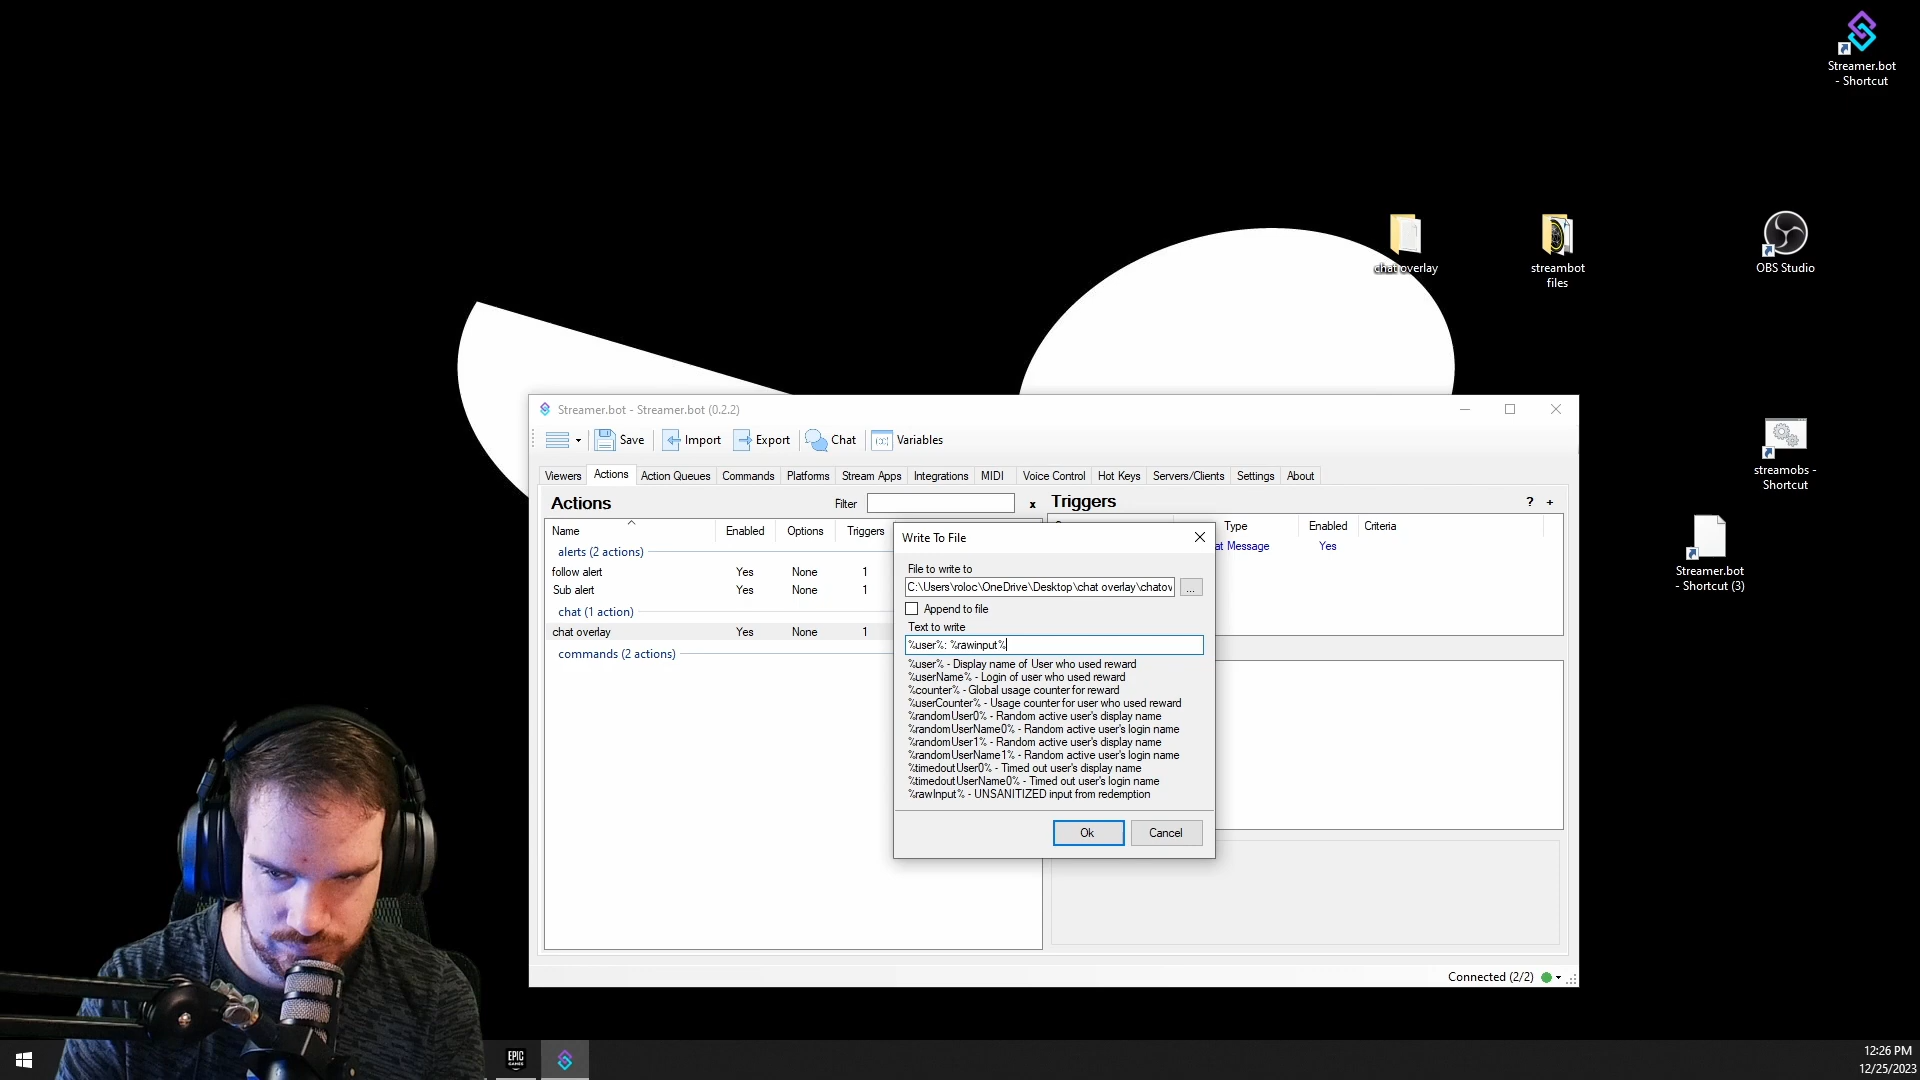 Streamer.bot
- Shortcut
chat overlay
streambot
files
OBS Studio
streamobs -
Shortcut
Streamer.bot
- Shortcut (3)
Streamer.bot - Streamer.bot (0.2.2)
Save
Import
Export
Chat
Variables
Viewers
Actions
Action Queues
Commands
Platforms
Stream Apps
Integrations
MIDI
Voice Control
Hot Keys
Servers/Clients
Settings
About
Actions
Filter
x
Triggers
? +
Name
Enabled
Options
Triggers
alerts (2 actions)
follow alert Yes None 1
Sub alert Yes None 1
chat (1 action)
chat overlay Yes None 1
commands (2 actions)
Type
Enabled
Criteria
at Message
Yes
Write To File
File to write to
C:\Users\roloc\OneDrive\Desktop\chat overlay\chatov
...
Append to file
Text to write
%user%: %rawinput%
%user% - Display name of User who used reward
%userName% - Login of user who used reward
%counter% - Global usage counter for reward
%userCounter% - Usage counter for user who used reward
%randomUser0% - Random active user's display name
%randomUserName0% - Random active user's login name
%randomUser1% - Random active user's display name
%randomUserName1% - Random active user's login name
%timedoutUser0% - Timed out user's display name
%timedoutUserName0% - Timed out user's login name
%rawInput% - UNSANITIZED input from redemption
Ok
Cancel
Connected (2/2)
EPIC
GAMES
12:26 PM
12/25/2023